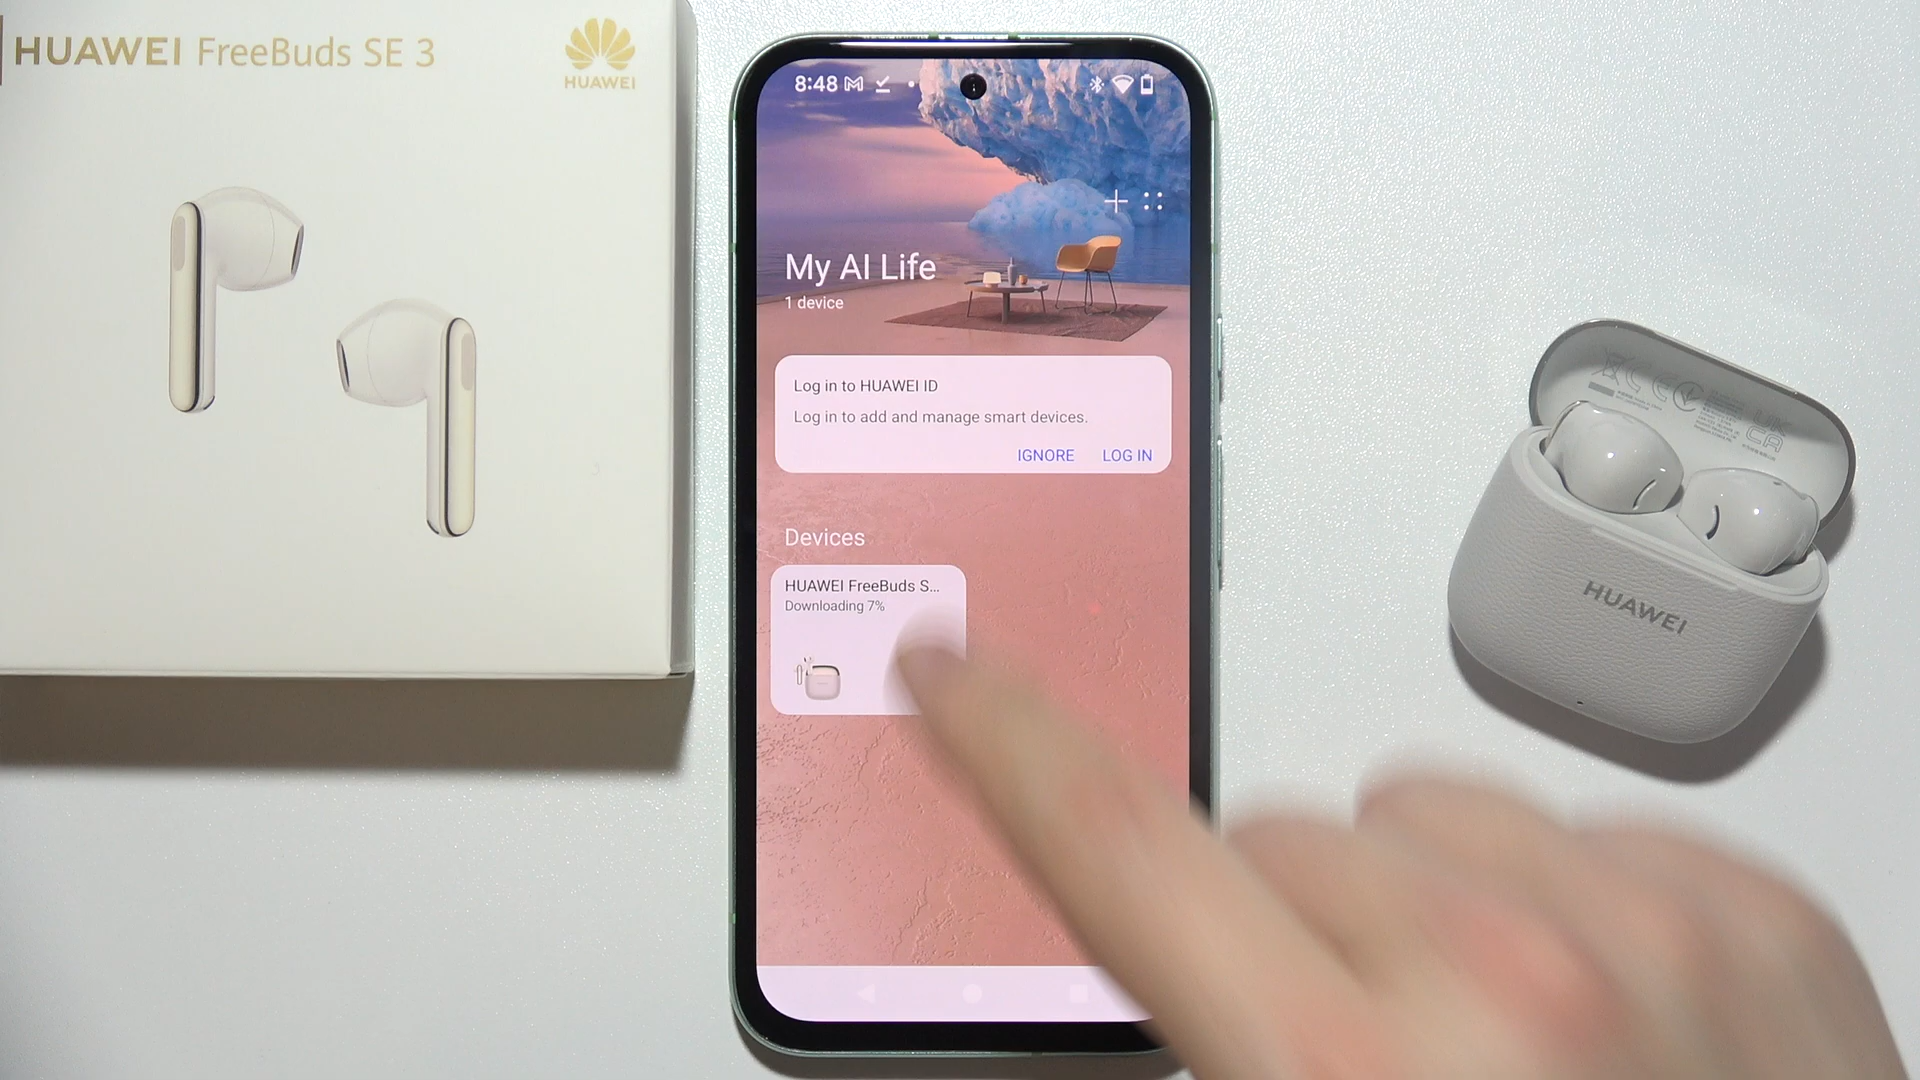 HUAWEI FreeBuds SE 3
HUAWEI
8:48
My AI Life
1 device
Log in to HUAWEI ID
Log in to add and manage smart devices.
IGNORE LOG IN
Devices
HUAWEI FreeBuds S...
Downloading 7%
HUAWEI